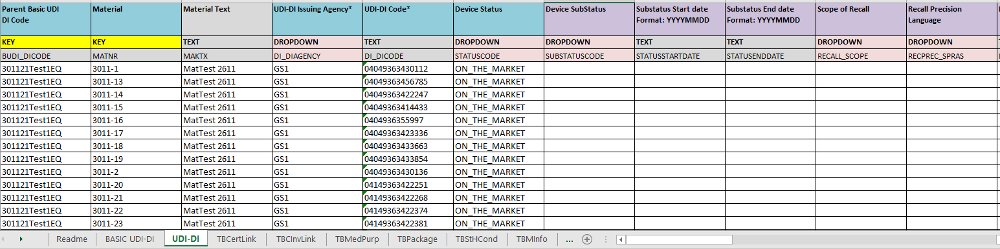 Parent Basic UDI DI Code Material Material Text UDI-DI Issuing Agency* UDI-DI Code* Device Status Device SubStatus Substatus Start date Format: YYYYMMDD Substatus End date Format: YYYYMMDD Scope of Recall Recall Precision Language
KEY KEY TEXT DROPDOWN TEXT DROPDOWN DROPDOWN TEXT TEXT DROPDOWN DROPDOWN
BUDI_DICODE MATNR MAKTX DI_DIAGENCY DI_DICODE STATUSCODE SUBSTATUSCODE STATUSSTARTDATE STATUSENDDATE RECALL_SCOPE RECPREC_SPRAS
301121Test1EQ 3011-1 MatTest 2611 GS1 04049363430112 ON_THE_MARKET
301121Test1EQ 3011-13 MatTest 2611 GS1 04049363456785 ON_THE_MARKET
301121Test1EQ 3011-14 MatTest 2611 GS1 04049363422247 ON_THE_MARKET
301121Test1EQ 3011-15 MatTest 2611 GS1 04049363414433 ON_THE_MARKET
301121Test1EQ 3011-16 MatTest 2611 GS1 0404936355997 ON_THE_MARKET
301121Test1EQ 3011-17 MatTest 2611 GS1 04049363423336 ON_THE_MARKET
301121Test1EQ 3011-18 MatTest 2611 GS1 04049363433663 ON_THE_MARKET
301121Test1EQ 3011-19 MatTest 2611 GS1 04049363433854 ON_THE_MARKET
301121Test1EQ 3011-2 MatTest 2611 GS1 04049363430136 ON_THE_MARKET
301121Test1EQ 3011-20 MatTest 2611 GS1 04149363422251 ON_THE_MARKET
301121Test1EQ 3011-21 MatTest 2611 GS1 04149363422268 ON_THE_MARKET
301121Test1EQ 3011-22 MatTest 2611 GS1 04149363422374 ON_THE_MARKET
301121Test1EQ 3011-23 MatTest 2611 GS1 04149363422381 ON_THE_MARKET
Readme BASIC UDI-DI UDI-DI TBCertLink TBCInvLink TBMedPurp TBPackage TBStHCond TBMInfo ...